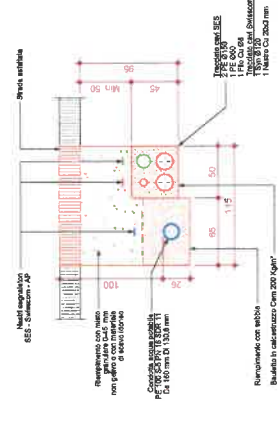 Strada asfaltata
Nastri segnalatori
SES - Swisscom - AP
Riempimento con misto
granulare 0-45 mm
non gelivo o con materiale
di scavo idoneo
Condotta acqua potabile
PE 100 S-5 PN 16 SDR 11
De 160 mm Di 130,8 mm
Riempimento con sabbia
Bauletto in calcestruzzo Cem 200 Kg/m³
Tracciato cavi SES
2 PE Ø150
1 PE Ø60
1 Filo Cu Ø8
Tracciato cavi Swisscom
1 Syn Ø120
1 Nastro Cu 20x3 mm
95
Min 50
45
100
26
65
50
115